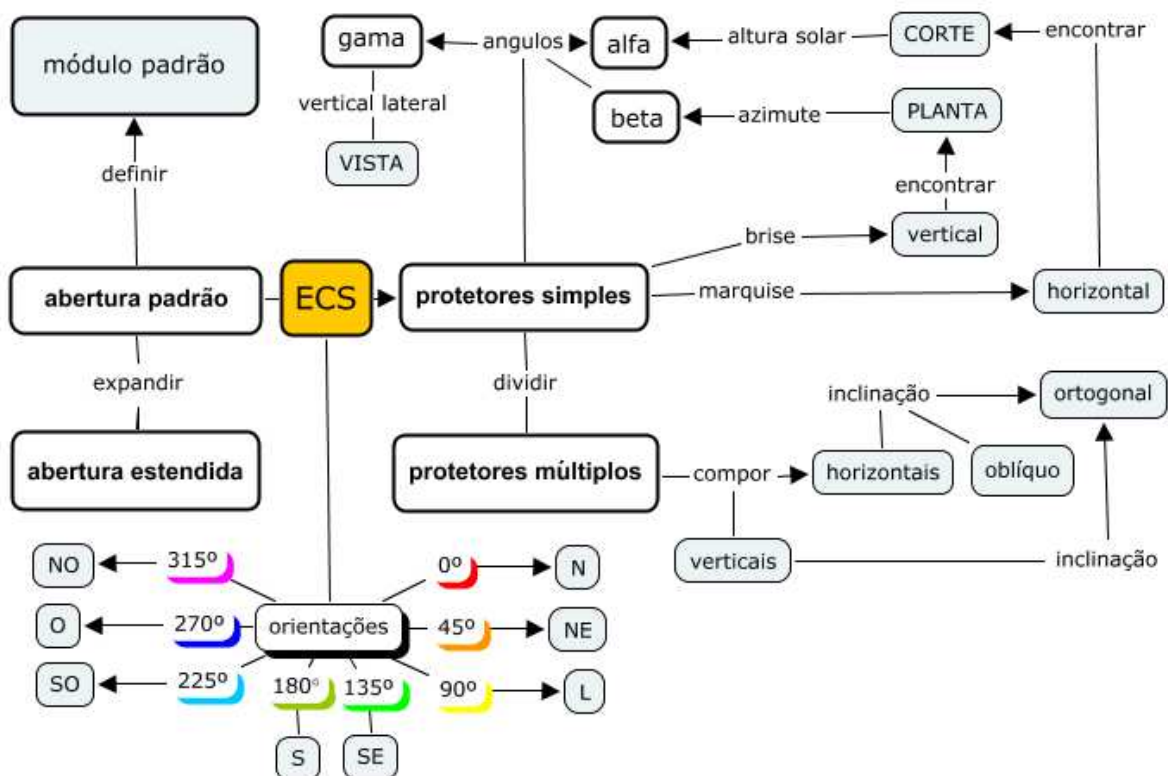 módulo padrão
gama
angulos
alfa
altura solar
CORTE
encontrar
vertical lateral
beta
azimute
PLANTA
VISTA
definir
encontrar
brise
vertical
abertura padrão
ECS
protetores simples
marquise
horizontal
expandir
dividir
inclinação
ortogonal
abertura estendida
protetores múltiplos
compor
horizontais
oblíquo
verticais
inclinação
NO
315º
0º
N
O
270º
orientações
45º
NE
SO
225º
180º
135º
90º
L
S
SE